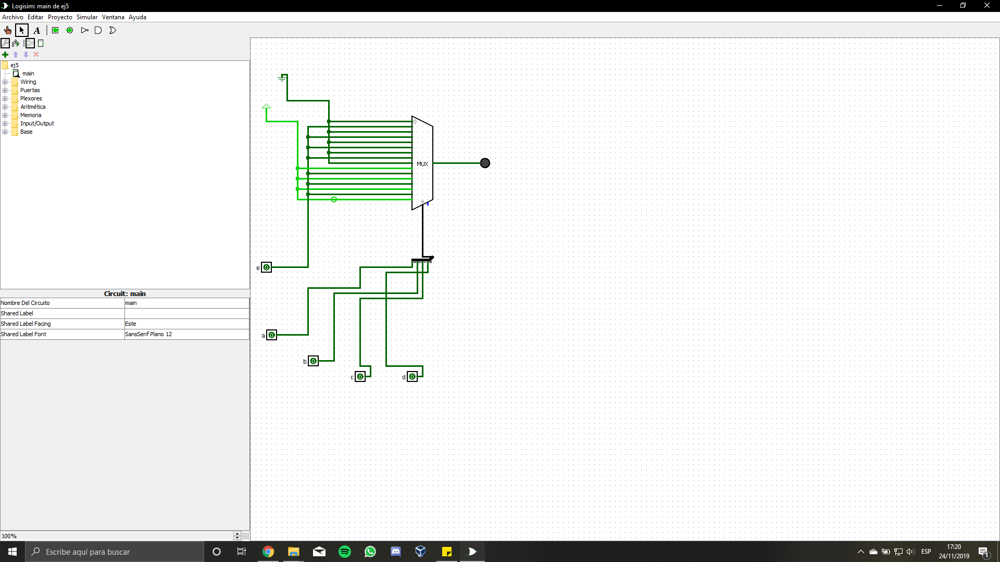 Logisim: main de ej5
Archivo Editar Proyecto Simular Ventana Ayuda
A
ej5
main
Wiring
Puertas
Plexores
Aritmética
Memoria
Input/Output
Base
Circuit: main
Nombre Del Circuito main
Shared Label
Shared Label Facing Este
Shared Label Font SansSerif Plano 12
100%
0
MUX
e 0
a 0
b 0
c 0
d 0
Escribe aquí para buscar
ESP
17:20
24/11/2019
1